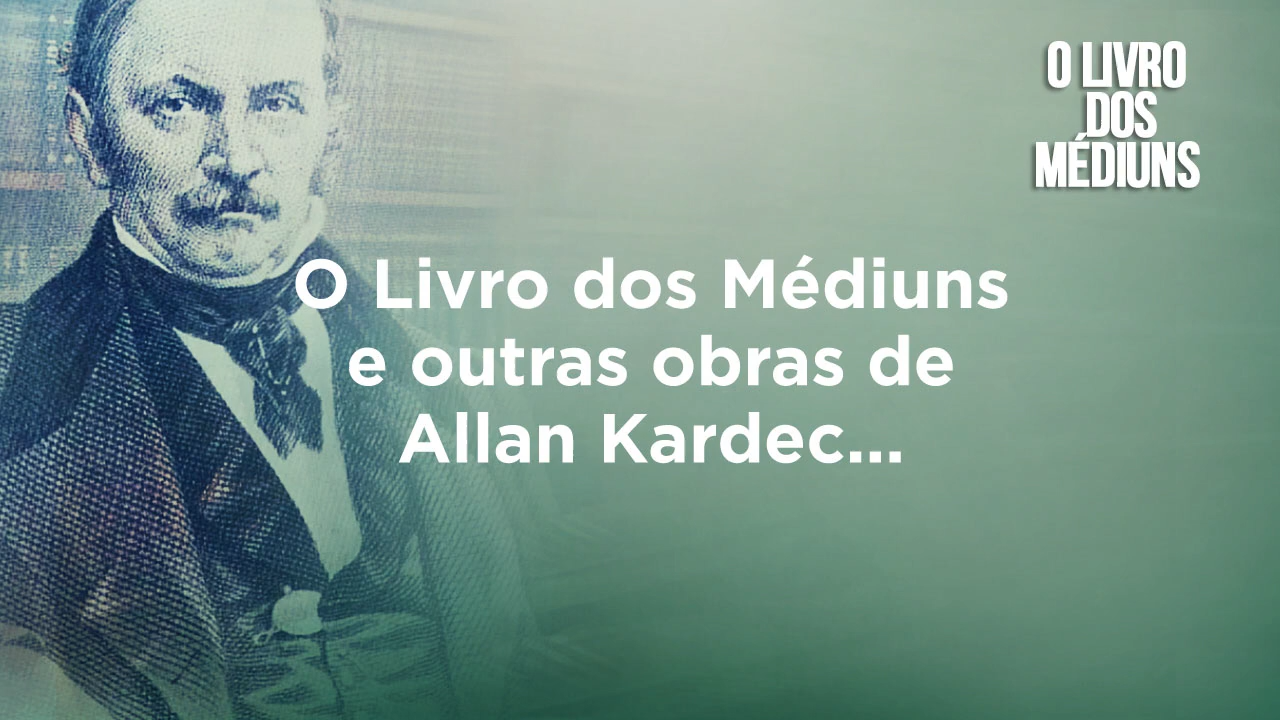 O LIVRO
DOS
MÉDIUNS
O Livro dos Médiuns
e outras obras de
Allan Kardec...